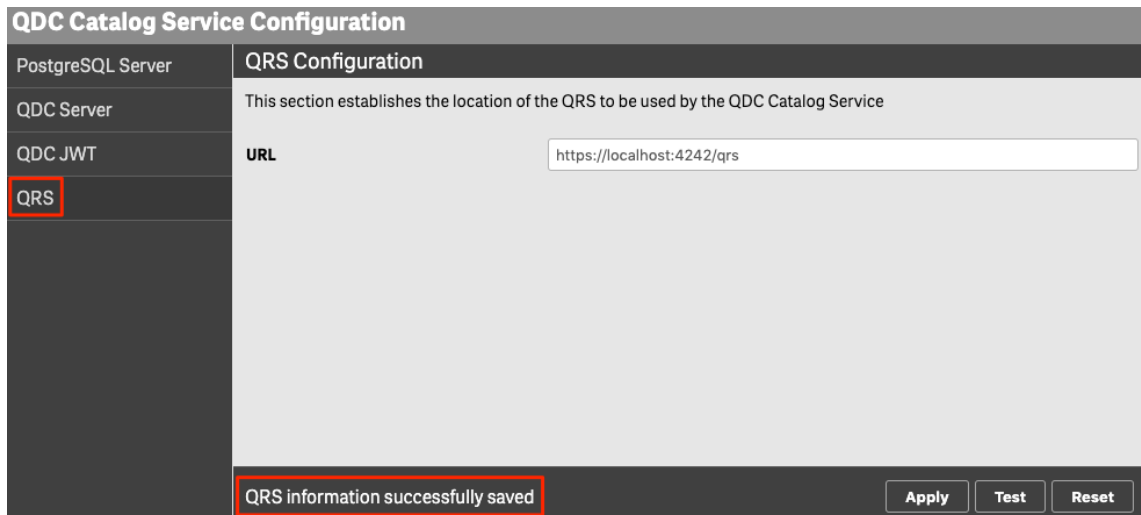 QDC Catalog Service Configuration
PostgreSQL Server
QDC Server
QDC JWT
QRS
QRS Configuration
This section establishes the location of the QRS to be used by the QDC Catalog Service
URL https://localhost:4242/qrs
QRS information successfully saved Apply Test Reset